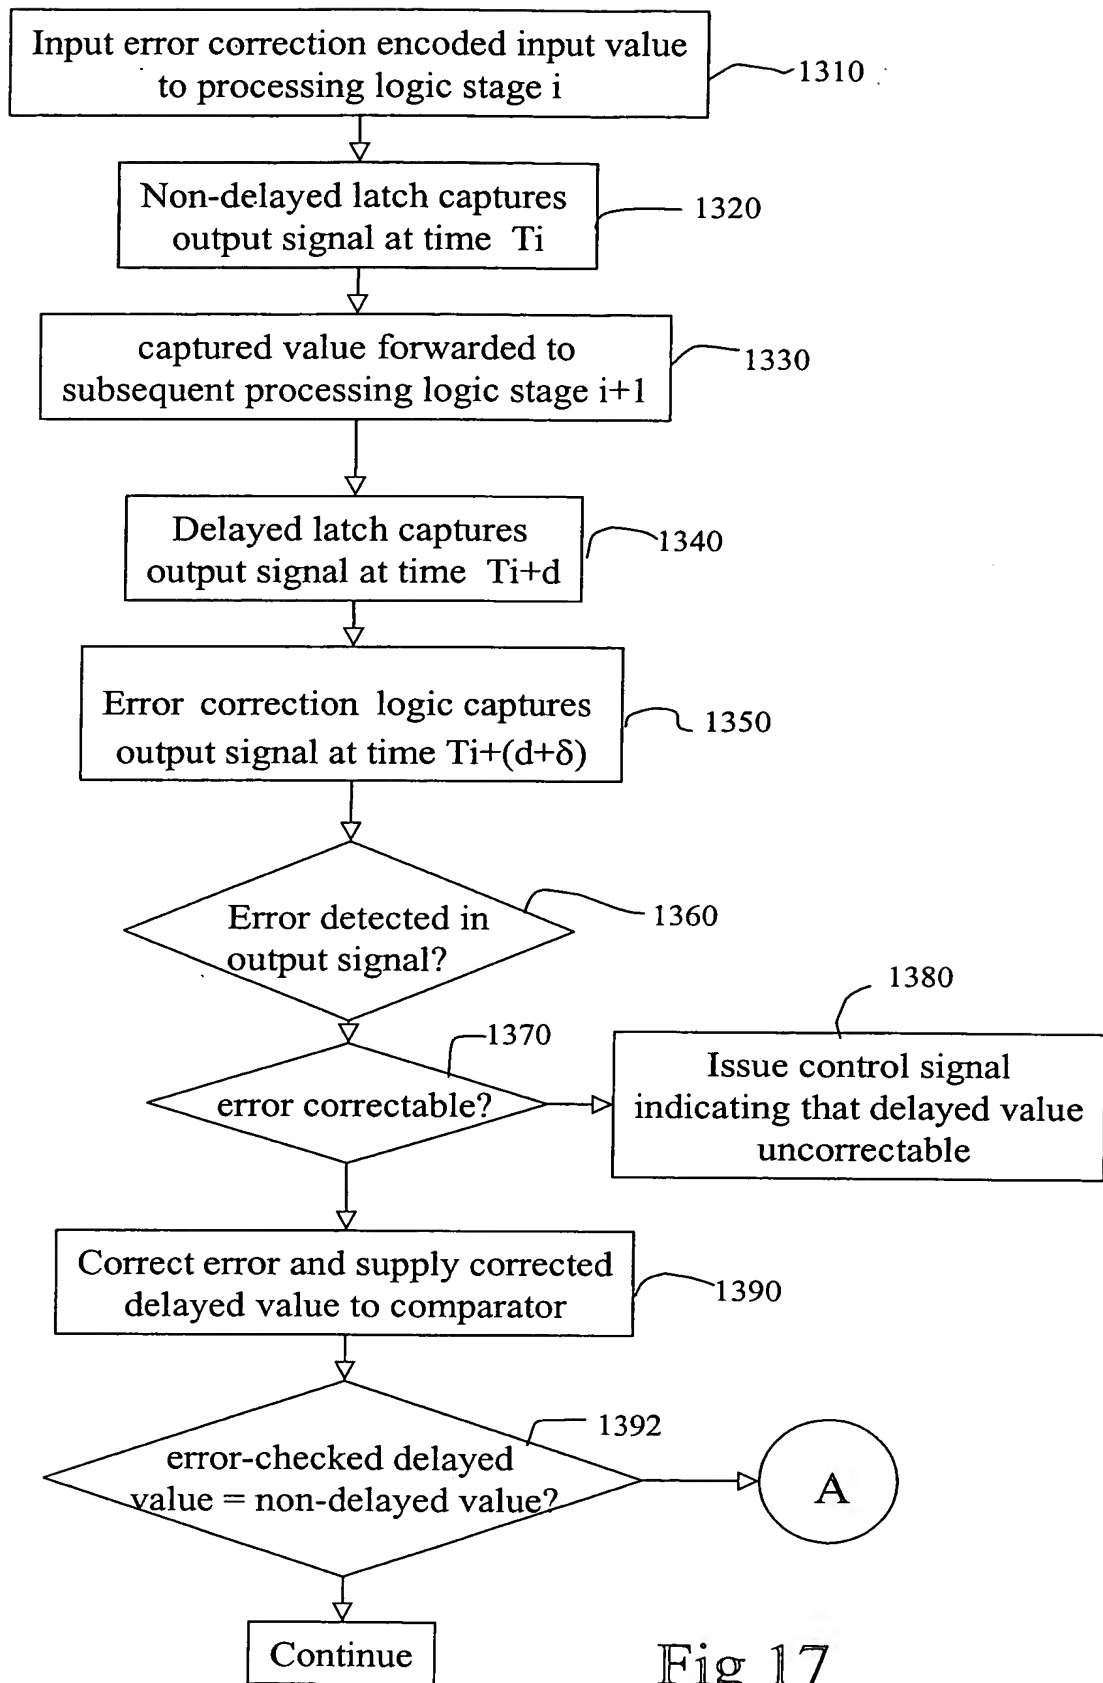 Input error correction encoded input value
to processing logic stage i
1310
Non-delayed latch captures
output signal at time Ti
1320
captured value forwarded to
subsequent processing logic stage i+1
1330
Delayed latch captures
output signal at time Ti+d
1340
Error correction logic captures
output signal at time Ti+(d+δ)
1350
Error detected in
output signal?
1360
1370
error correctable?
1380
Issue control signal
indicating that delayed value
uncorrectable
Correct error and supply corrected
delayed value to comparator
1390
1392
error-checked delayed
value = non-delayed value?
A
Continue
Fig 17